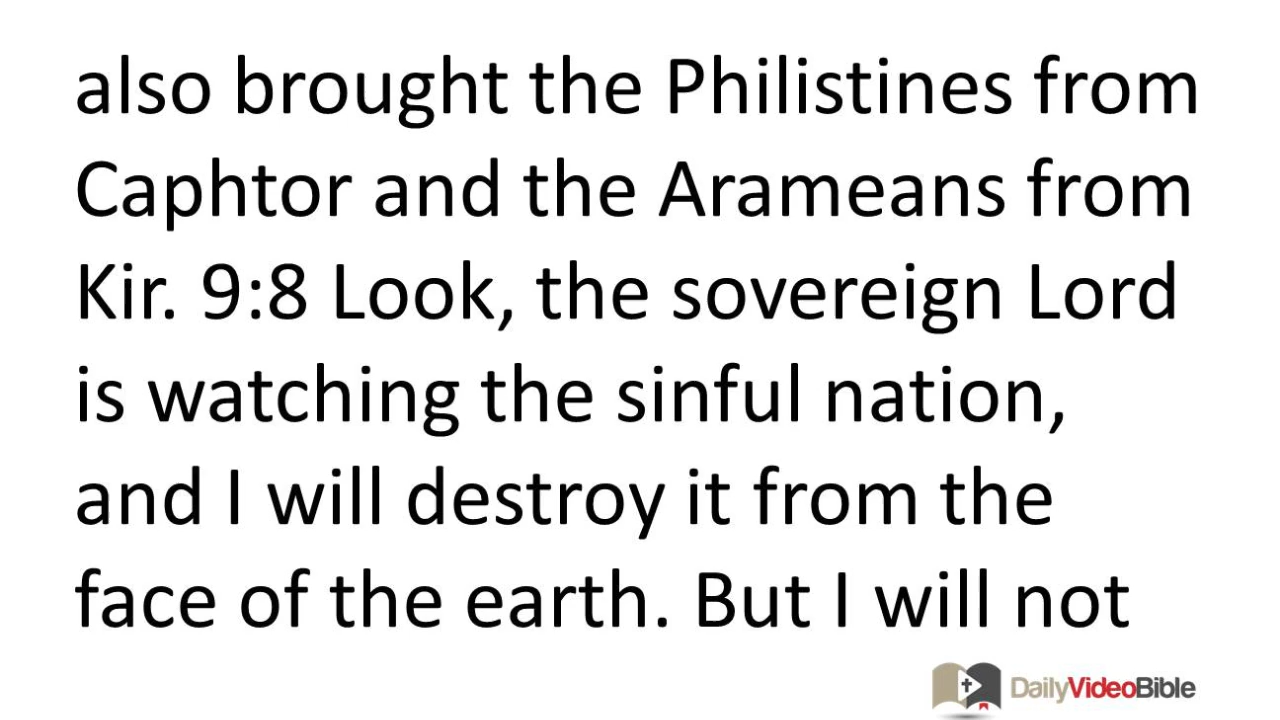 also brought the Philistines from
Caphtor and the Arameans from
Kir. 9:8 Look, the sovereign Lord
is watching the sinful nation,
and I will destroy it from the
face of the earth. But I will not
DailyVideoBible